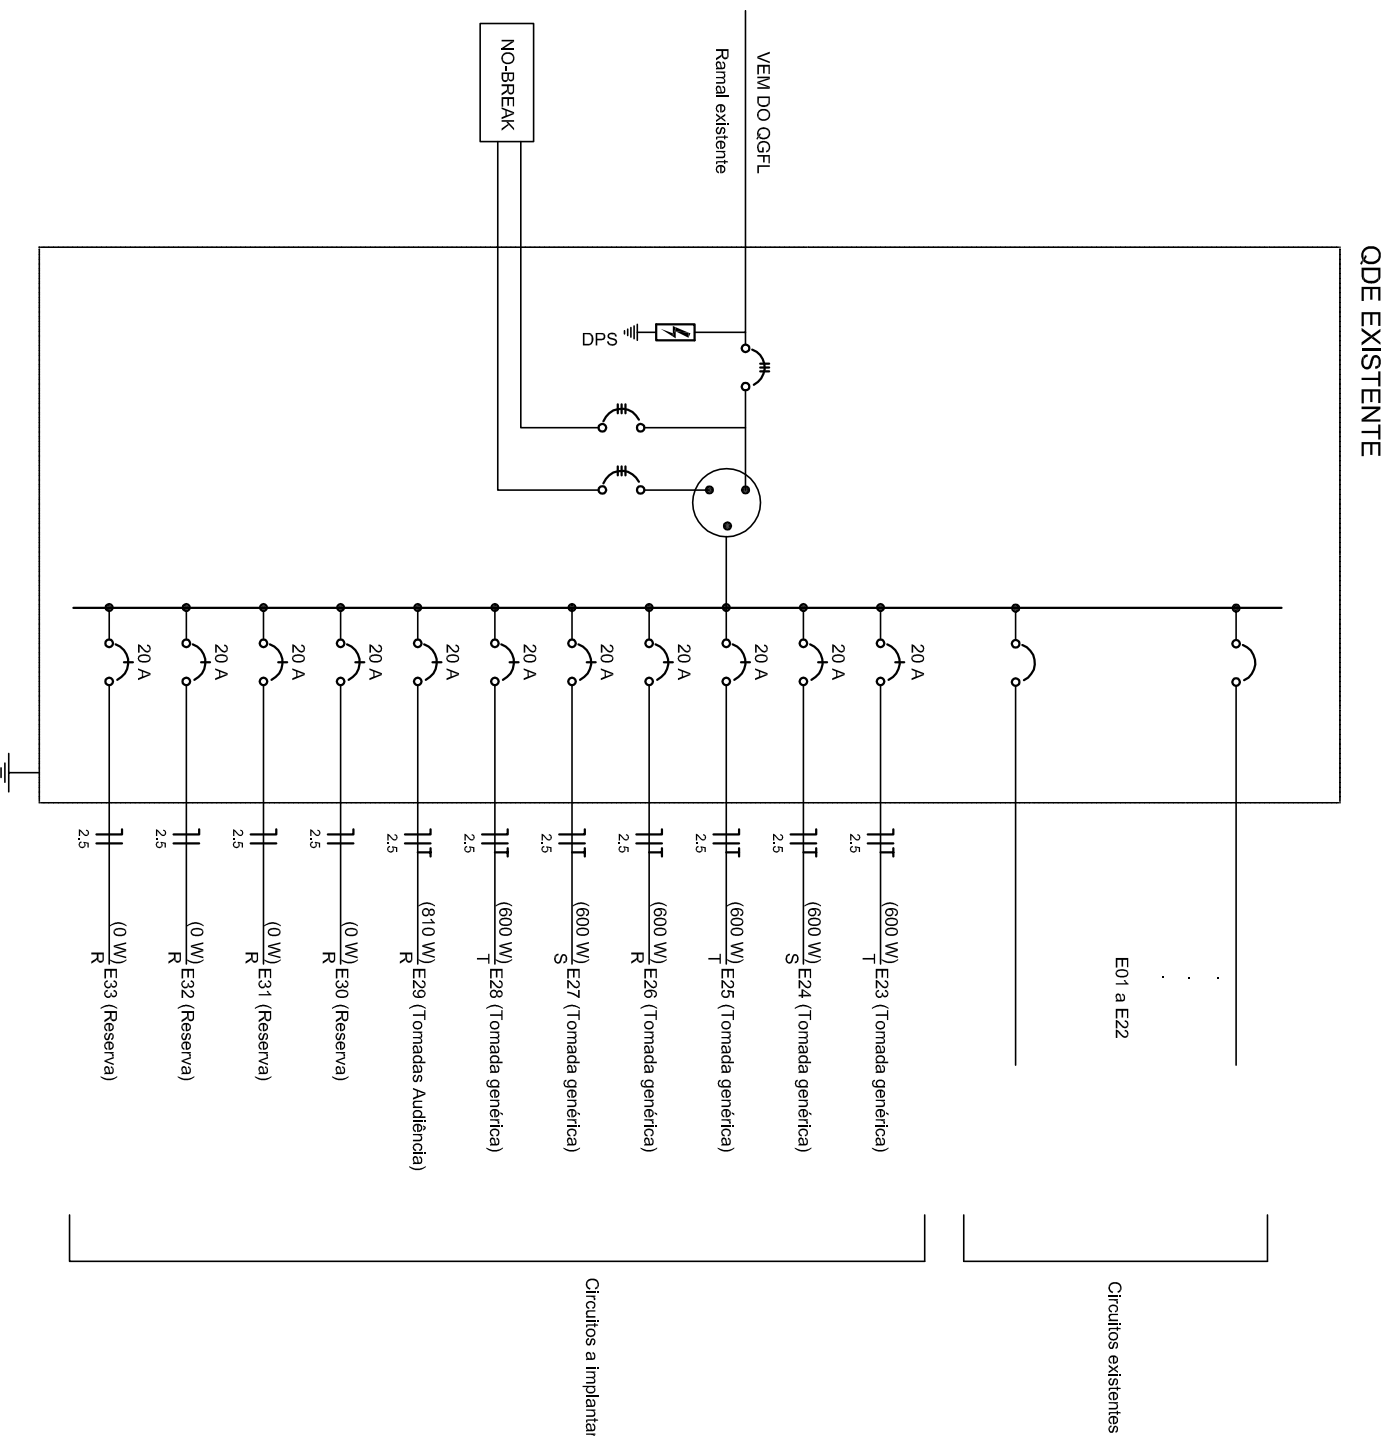 QDE EXISTENTE
VEM DO QGFL
Ramal existente
NO-BREAK
DPS
E01 a E22
Circuitos existentes
20 A
2.5
(600 W)
T
E23 (Tomada genérica)
20 A
2.5
(600 W)
S
E24 (Tomada genérica)
20 A
2.5
(600 W)
T
E25 (Tomada genérica)
20 A
2.5
(600 W)
R
E26 (Tomada genérica)
20 A
2.5
(600 W)
S
E27 (Tomada genérica)
20 A
2.5
(600 W)
T
E28 (Tomada genérica)
20 A
2.5
(810 W)
R
E29 (Tomadas Audiência)
20 A
2.5
(0 W)
R
E30 (Reserva)
20 A
2.5
(0 W)
R
E31 (Reserva)
20 A
2.5
(0 W)
R
E32 (Reserva)
20 A
2.5
(0 W)
R
E33 (Reserva)
Circuitos a implantar